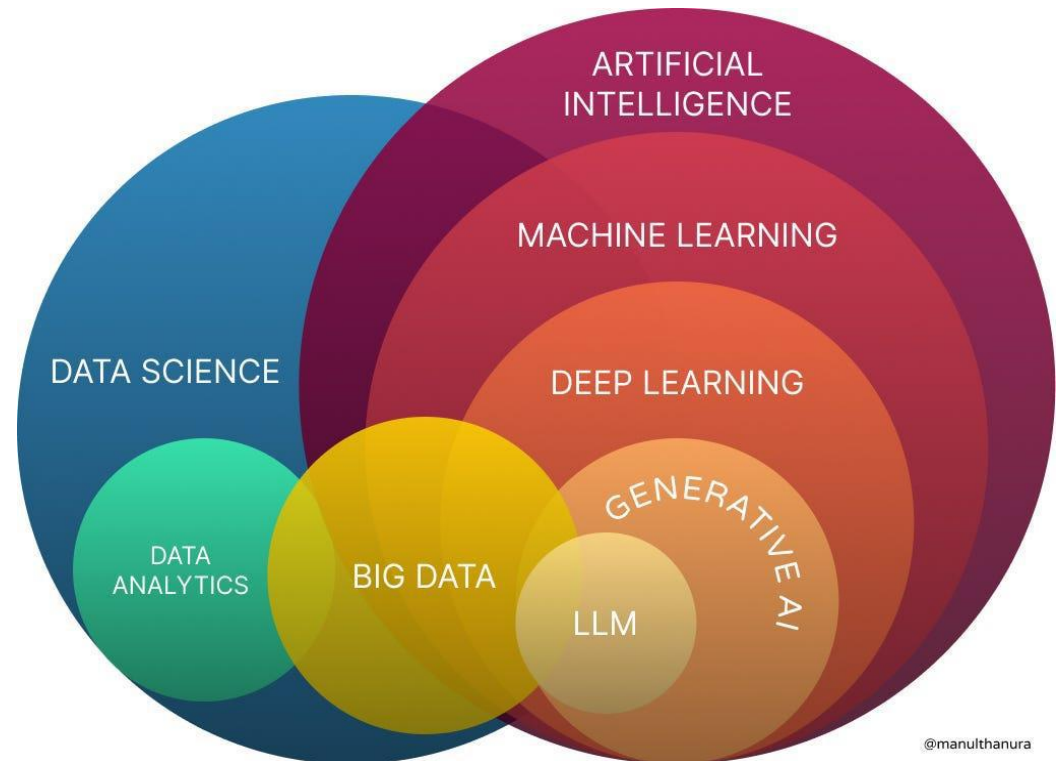 ARTIFICIAL
INTELLIGENCE
MACHINE LEARNING
DATA SCIENCE
DEEP LEARNING
GENERATIVE AI
DATA
ANALYTICS
BIG DATA
LLM
@manulthanura